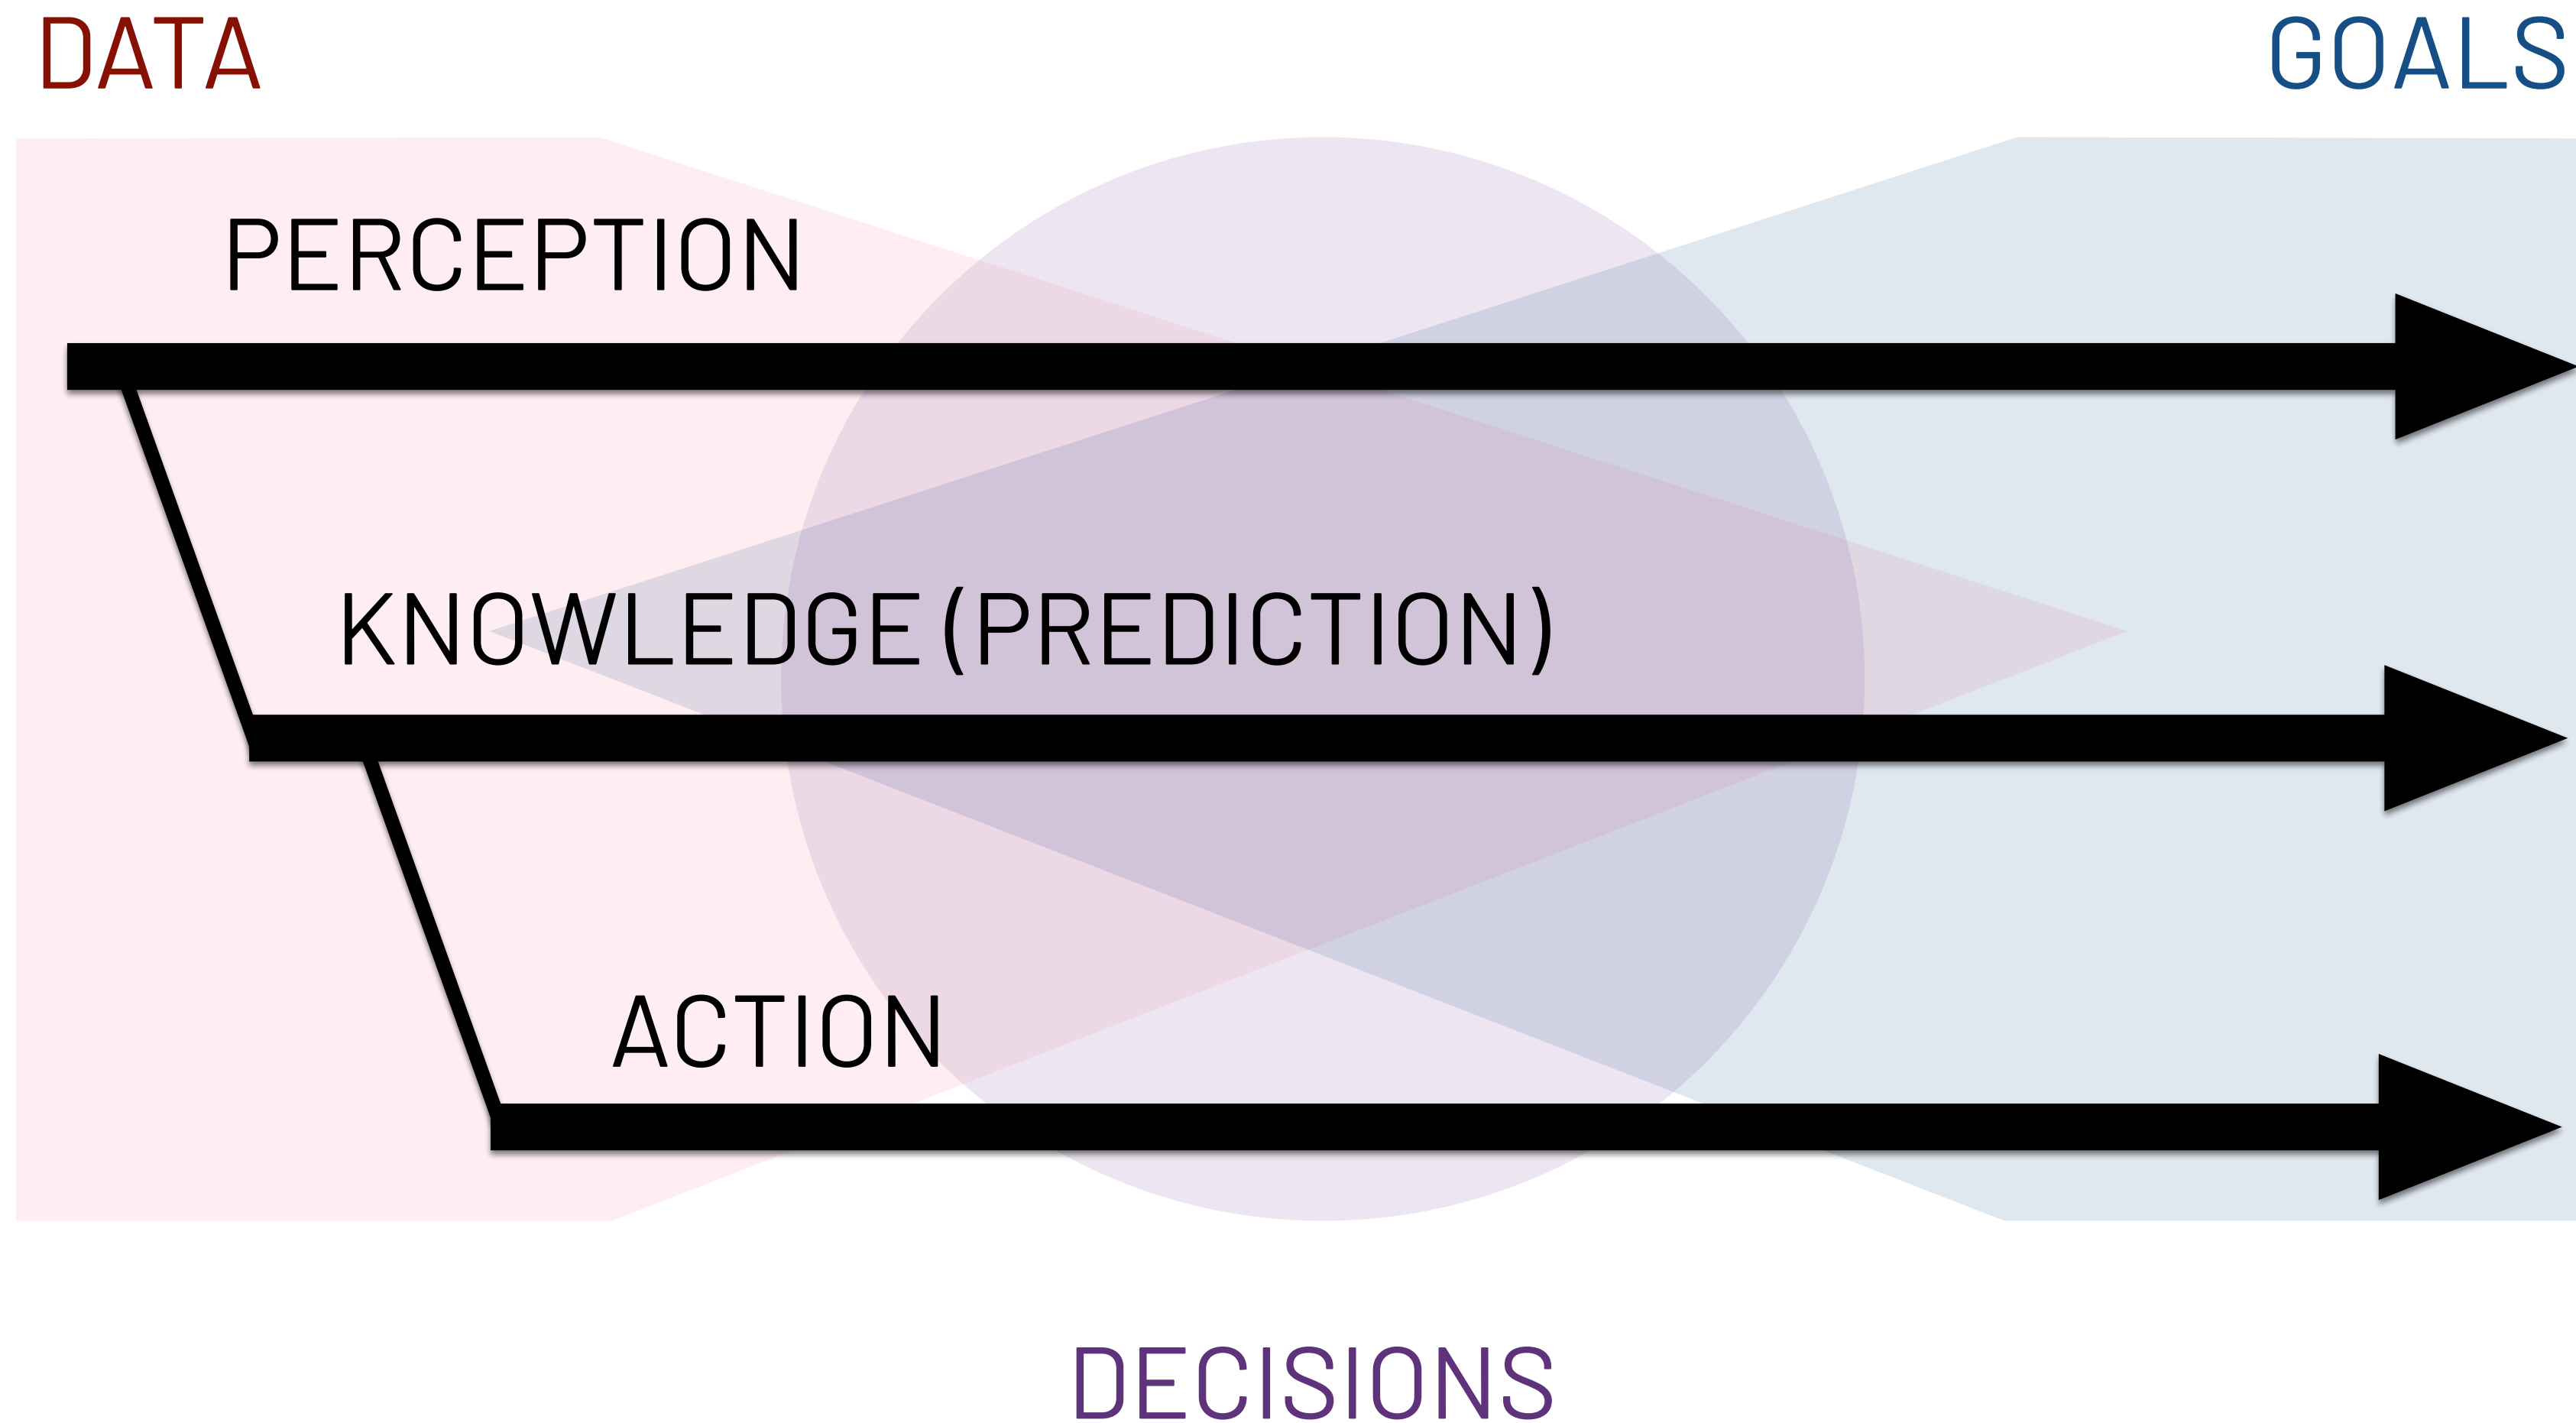 DATA
GOALS
PERCEPTION
KNOWLEDGE (PREDICTION)
ACTION
DECISIONS